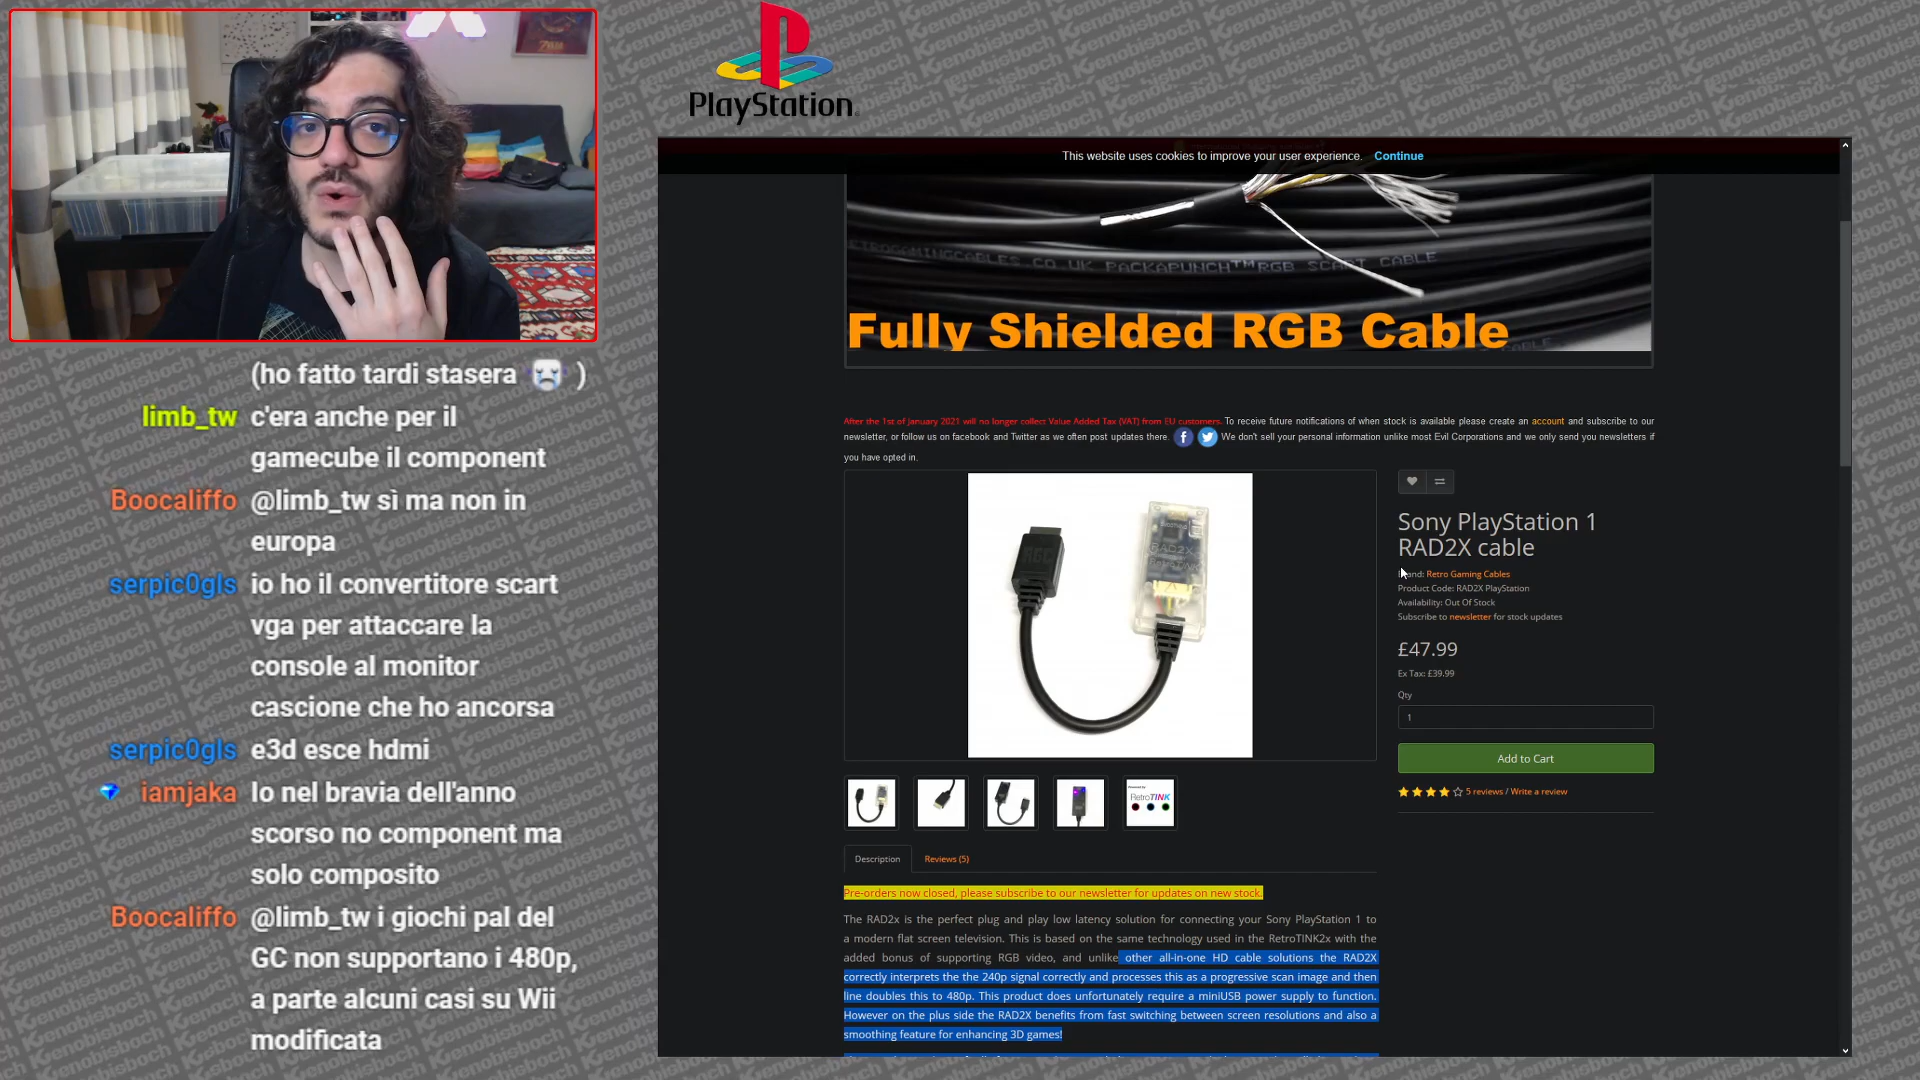 (ho fatto tardi stasera )
limb_tw c'era anche per il
gamecube il component
Boocaliffo @limb_tw sì ma non in
europa
serpic0gls io ho il convertitore scart
vga per attaccare la
console al monitor
cascione che ho ancorsa
serpic0gls e3d esce hdmi
iamjaka Io nel bravia dell'anno
scorso no component ma
solo composito
Boocaliffo @limb_tw i giochi pal del
GC non supportano i 480p,
a parte alcuni casi su Wii
modificata
PlayStation
Kenobisboch
This website uses cookies to improve your user experience. Continue
RETROGAMINGCABLES CO UK PACKAPUNCH™RGB SCART CABLE
Fully Shielded RGB Cable
After the 1st of January 2021 will no longer collect Value Added Tax (VAT) from EU customers. To receive future notifications of when stock is available please create an account and subscribe to our
newsletter, or follow us on facebook and Twitter as we often post updates there. We don't sell your personal information unlike most Evil Corporations and we only send you newsletters if
you have opted in.
RAD2X
RetroTINK
Sony PlayStation 1
RAD2X cable
Brand: Retro Gaming Cables
Product Code: RAD2X PlayStation
Availability: Out Of Stock
Subscribe to newsletter for stock updates
£47.99
Ex Tax: £39.99
Qty
1
Add to Cart
5 reviews / Write a review
RetroTINK
Description
Reviews (5)
Pre-orders now closed, please subscribe to our newsletter for updates on new stock.
The RAD2x is the perfect plug and play low latency solution for connecting your Sony PlayStation 1 to
a modern flat screen television. This is based on the same technology used in the RetroTINK2x with the
added bonus of supporting RGB video, and unlike other all-in-one HD cable solutions the RAD2X
correctly interprets the the 240p signal correctly and processes this as a progressive scan image and then
line doubles this to 480p. This product does unfortunately require a miniUSB power supply to function.
However on the plus side the RAD2X benefits from fast switching between screen resolutions and also a
smoothing feature for enhancing 3D games!